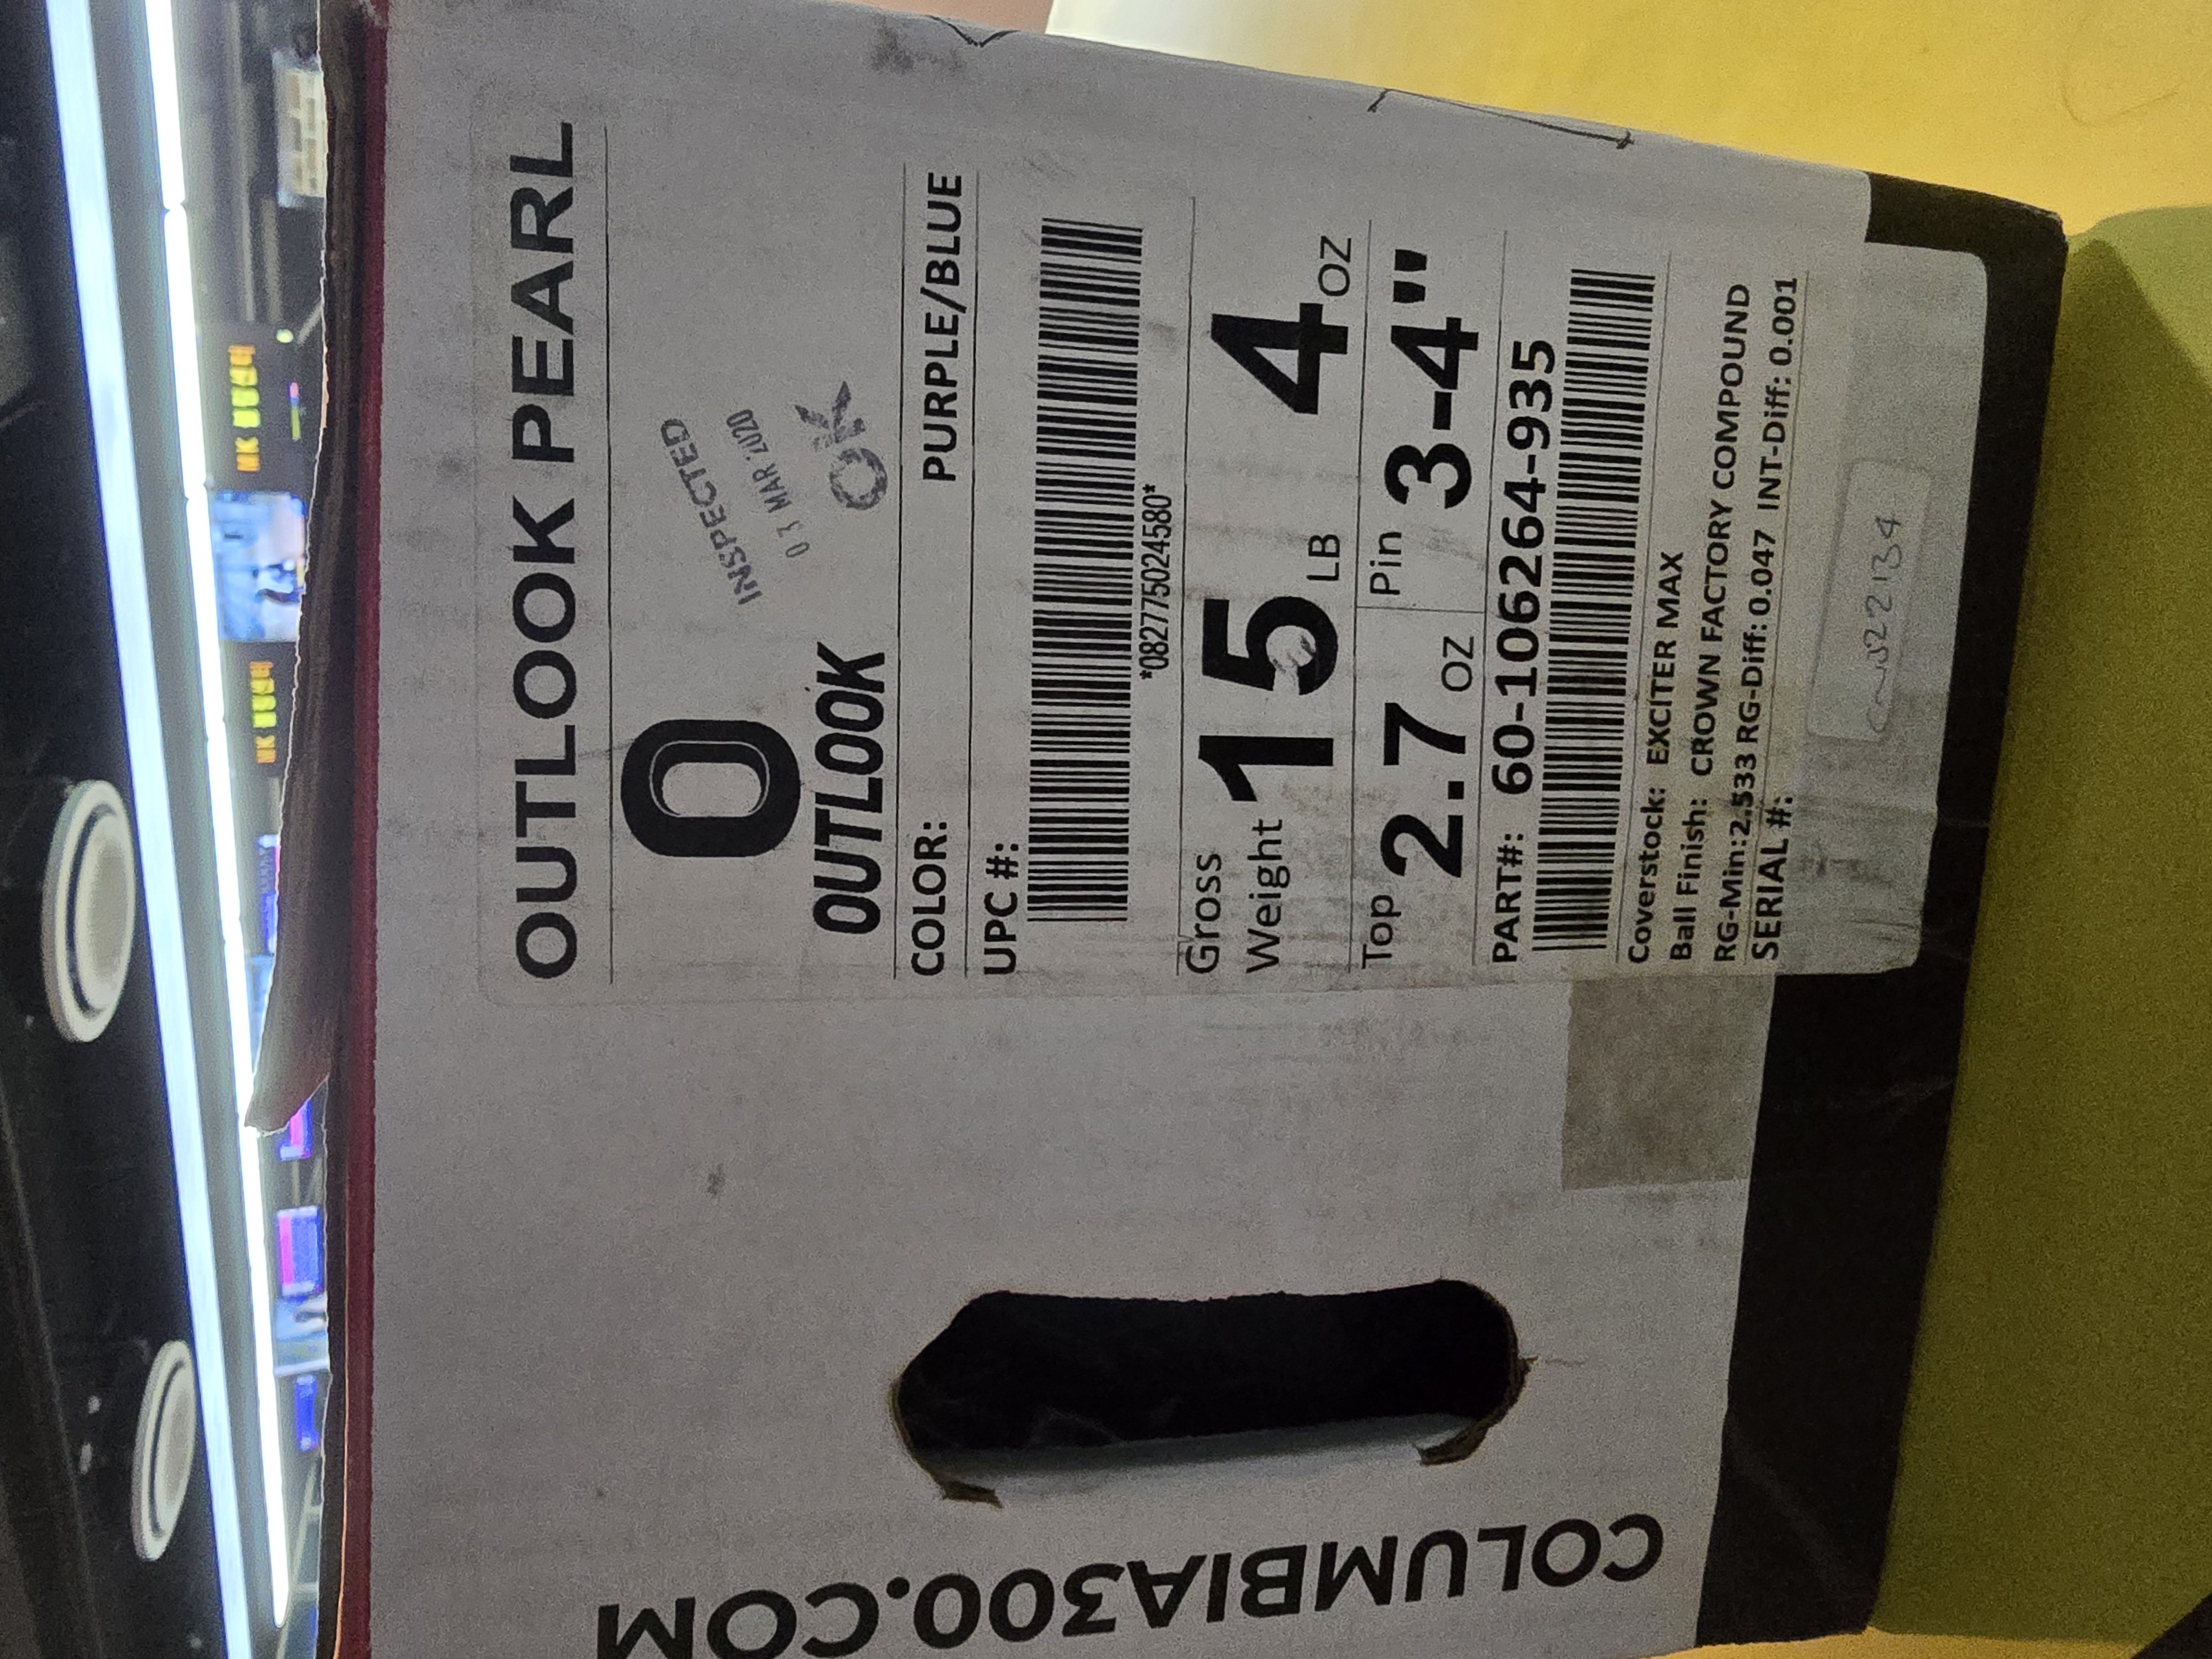 OUTLOOK PEARL
OUTLOOK
INSPECTED
03 MAR 2020
OK
COLOR: PURPLE/BLUE
UPC #:
*082775024580*
Gross Weight 15 LB 4 OZ
Top 2.7 OZ Pin 3-4"
PART#: 60-106264-935
Coverstock: EXCITER MAX
Ball Finish: CROWN FACTORY COMPOUND
RG-Min:2.533 RG-Diff: 0.047 INT-Diff: 0.001
SERIAL #:
COLUMBIA300.COM